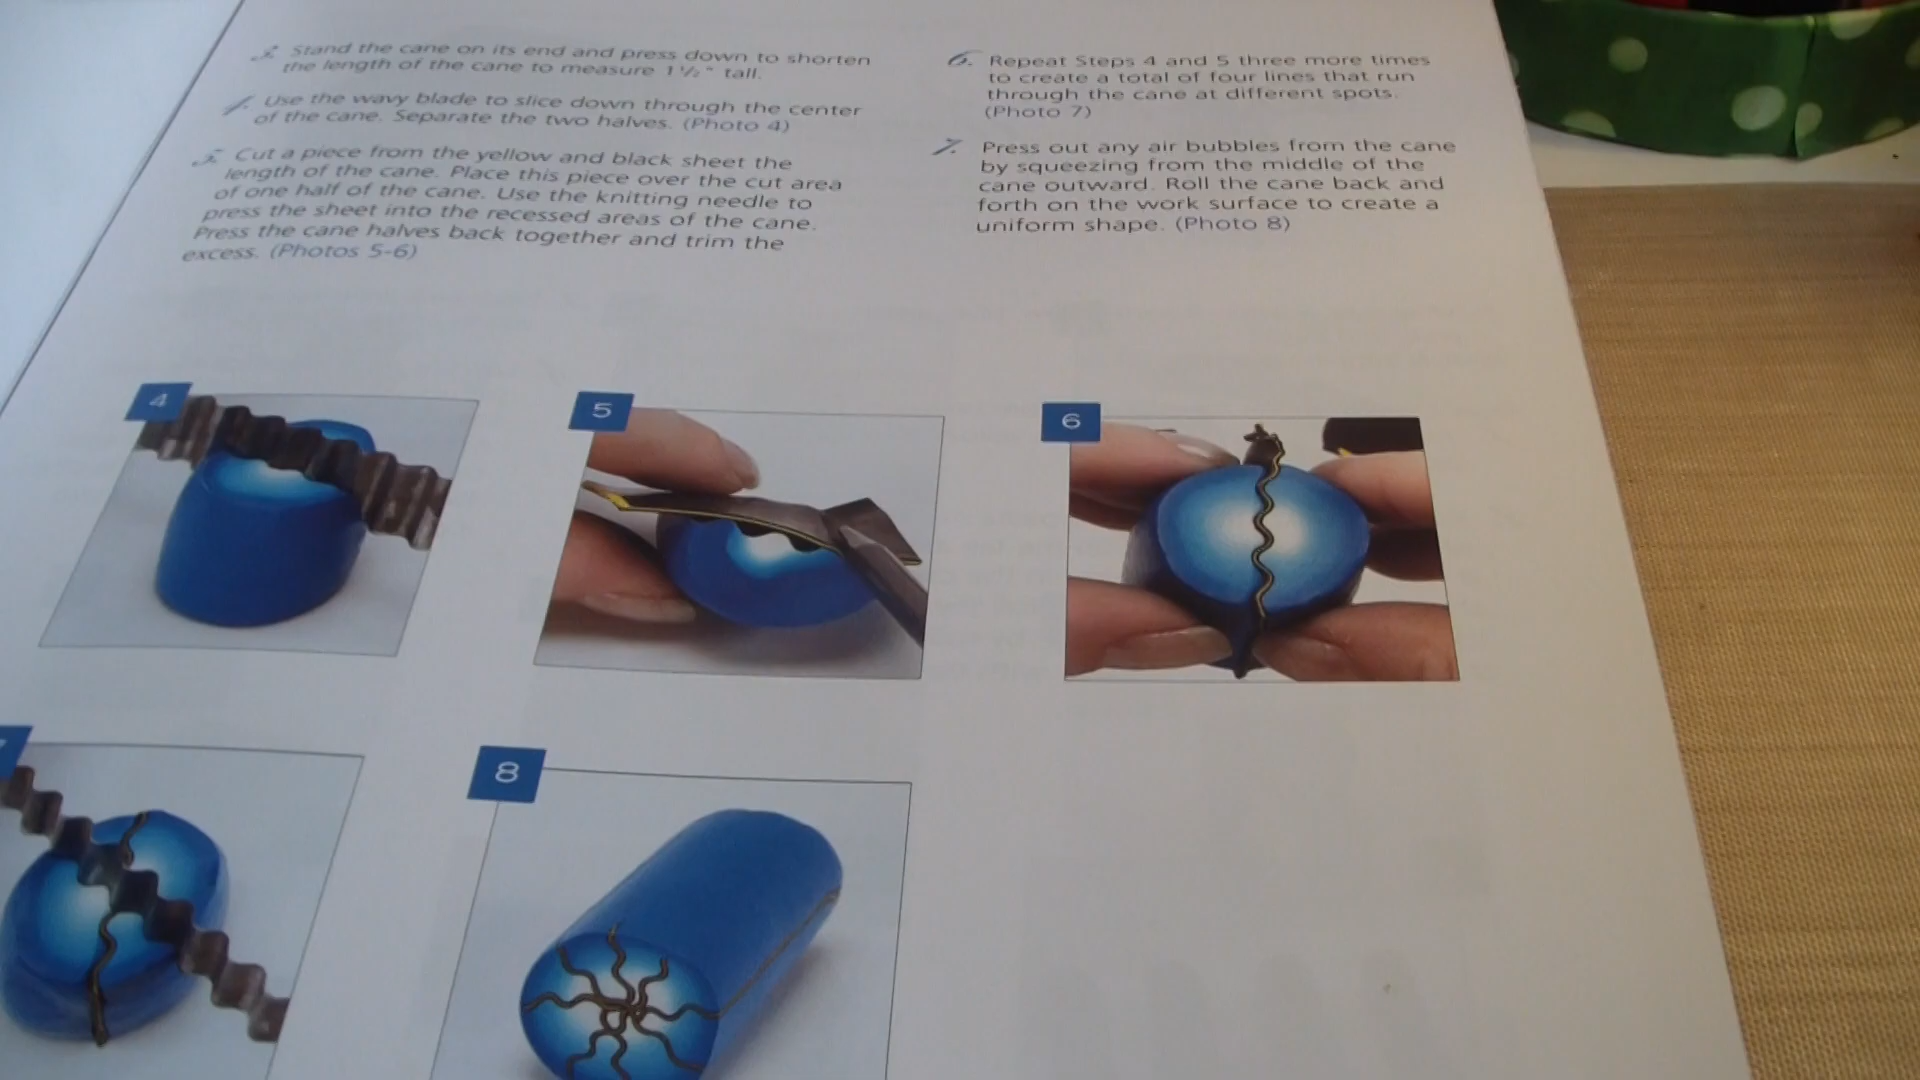 3. Stand the cane on its end and press down to shorten
the length of the cane to measure 1½" tall.
4. Use the wavy blade to slice down through the center
of the cane. Separate the two halves. (Photo 4)
5. Cut a piece from the yellow and black sheet the
length of the cane. Place this piece over the cut area
of one half of the cane. Use the knitting needle to
press the sheet into the recessed areas of the cane.
Press the cane halves back together and trim the
excess. (Photos 5-6)
6. Repeat Steps 4 and 5 three more times
to create a total of four lines that run
through the cane at different spots.
(Photo 7)
7. Press out any air bubbles from the cane
by squeezing from the middle of the
cane outward. Roll the cane back and
forth on the work surface to create a
uniform shape. (Photo 8)
4
5
6
7
8